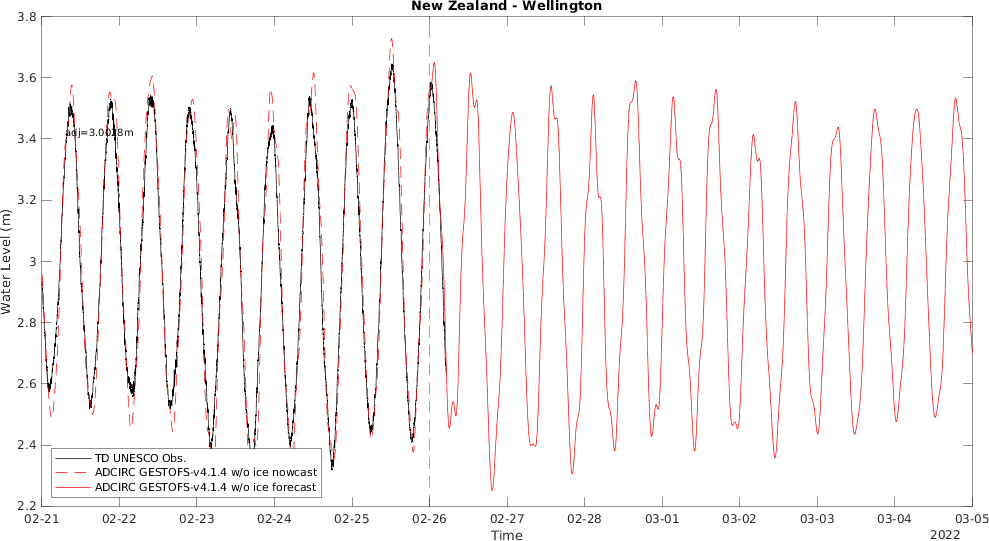 New Zealand - Wellington
3.8
3.6
3.4
3.2
3
2.8
2.6
2.4
2.2
Water Level (m)
adj=3.0028m
TD UNESCO Obs.
ADCIRC GESTOFS-v4.1.4 w/o ice nowcast
ADCIRC GESTOFS-v4.1.4 w/o ice forecast
02-21 02-22 02-23 02-24 02-25 02-26 02-27 02-28 03-01 03-02 03-03 03-04 03-05
Time
2022